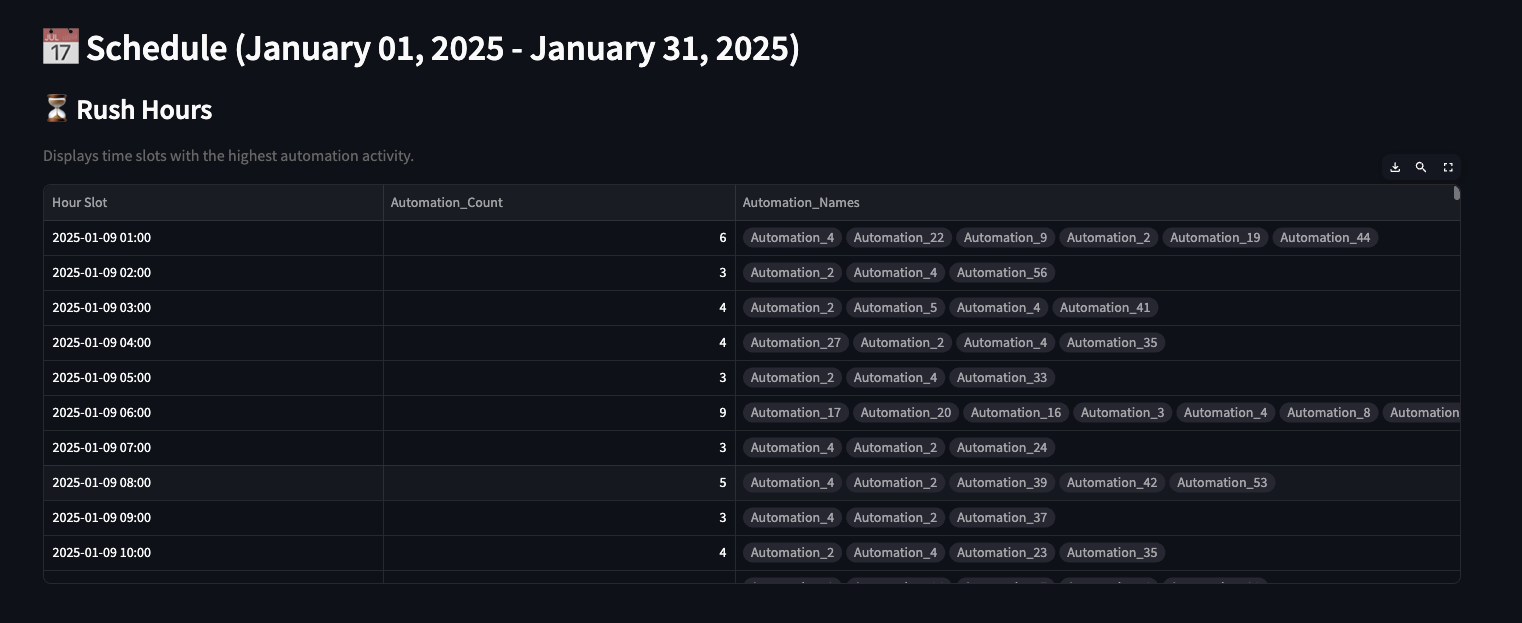 JUL 17 Schedule (January 01, 2025 - January 31, 2025)
Rush Hours
Displays time slots with the highest automation activity.
Hour Slot Automation_Count Automation_Names
2025-01-09 01:00 6 Automation_4 Automation_22 Automation_9 Automation_2 Automation_19 Automation_44
2025-01-09 02:00 3 Automation_2 Automation_4 Automation_56
2025-01-09 03:00 4 Automation_2 Automation_5 Automation_4 Automation_41
2025-01-09 04:00 4 Automation_27 Automation_2 Automation_4 Automation_35
2025-01-09 05:00 3 Automation_2 Automation_4 Automation_33
2025-01-09 06:00 9 Automation_17 Automation_20 Automation_16 Automation_3 Automation_4 Automation_8 Automation
2025-01-09 07:00 3 Automation_4 Automation_2 Automation_24
2025-01-09 08:00 5 Automation_4 Automation_2 Automation_39 Automation_42 Automation_53
2025-01-09 09:00 3 Automation_4 Automation_2 Automation_37
2025-01-09 10:00 4 Automation_2 Automation_4 Automation_23 Automation_35